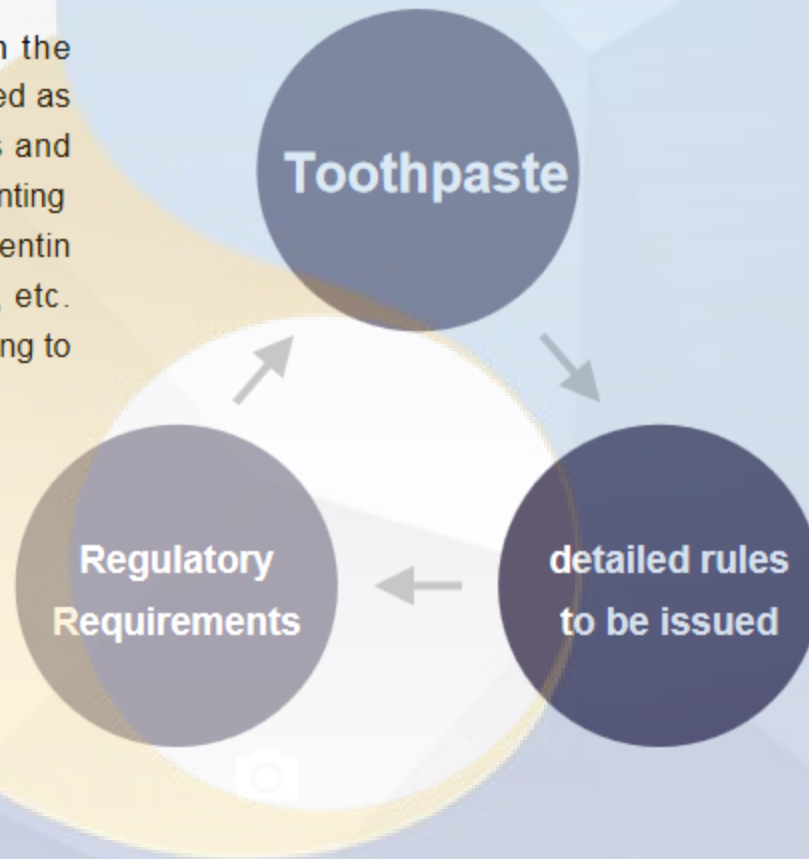 n the
ed as
s and
nting
entin
, etc.
ng to
Toothpaste
Regulatory
Requirements
detailed rules
to be issued